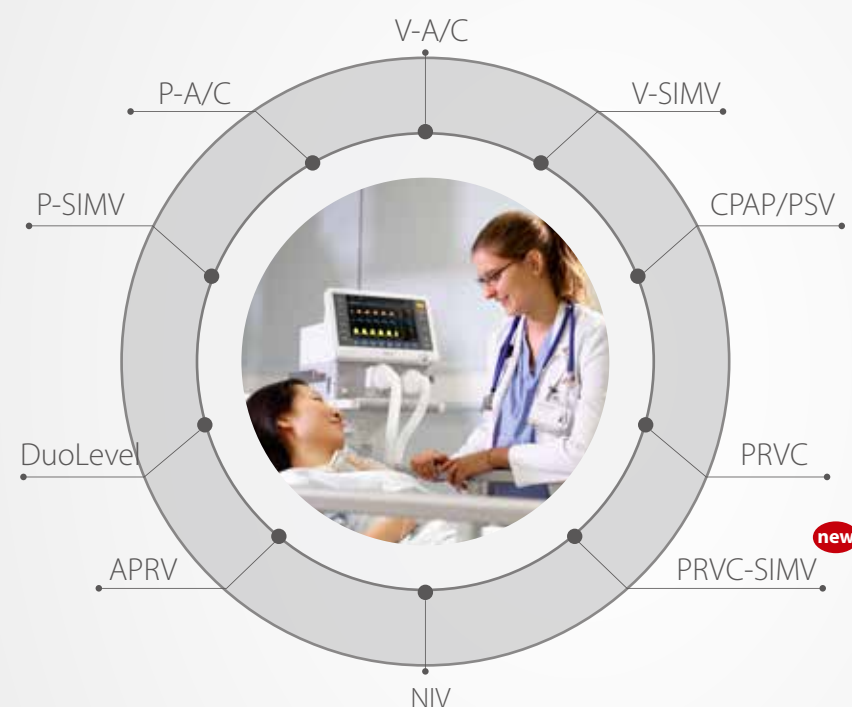 V-A/C
P-A/C
V-SIMV
P-SIMV
CPAP/PSV
DuoLevel
PRVC
new
APRV
PRVC-SIMV
NIV